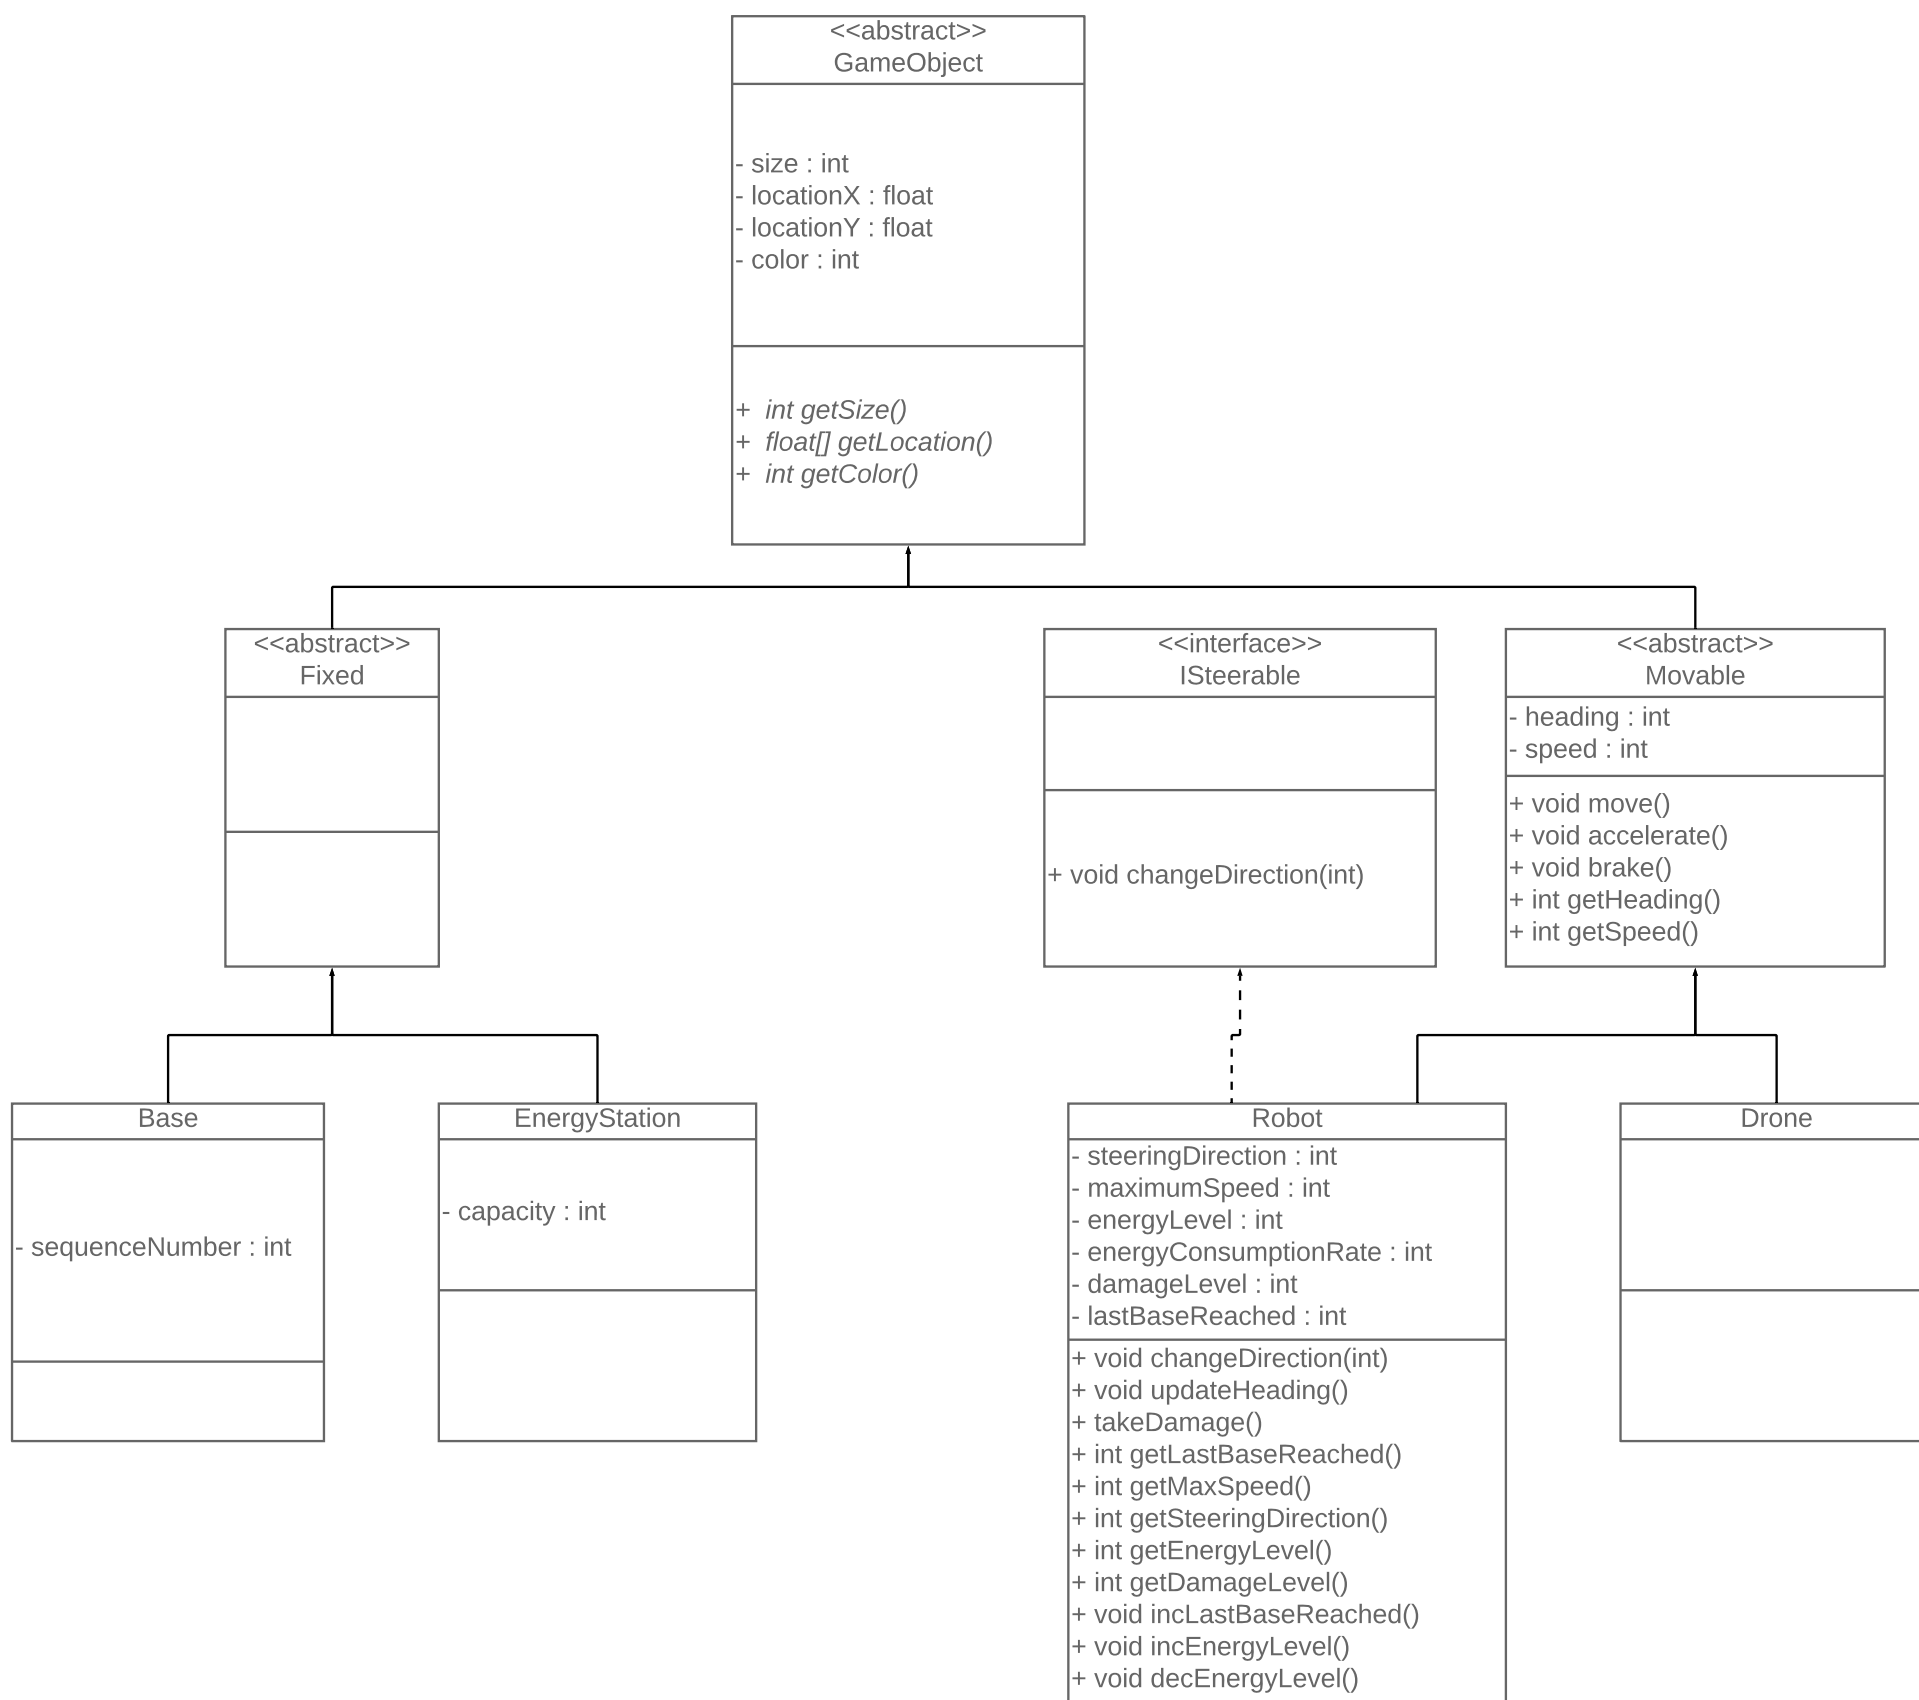 <<abstract>>
GameObject
- size : int
- locationX : float
- locationY : float
- color : int
+  int getSize()
+  float[] getLocation()
+  int getColor()
<<abstract>>
Fixed
<<interface>>
ISteerable
+ void changeDirection(int)
<<abstract>>
Movable
- heading : int
- speed : int
+ void move()
+ void accelerate()
+ void brake()
+ int getHeading()
+ int getSpeed()
Base
- sequenceNumber : int
EnergyStation
- capacity : int
Robot
- steeringDirection : int
- maximumSpeed : int
- energyLevel : int
- energyConsumptionRate : int
- damageLevel : int
- lastBaseReached : int
+ void changeDirection(int)
+ void updateHeading()
+ takeDamage()
+ int getLastBaseReached()
+ int getMaxSpeed()
+ int getSteeringDirection()
+ int getEnergyLevel()
+ int getDamageLevel()
+ void incLastBaseReached()
+ void incEnergyLevel()
+ void decEnergyLevel()
Drone